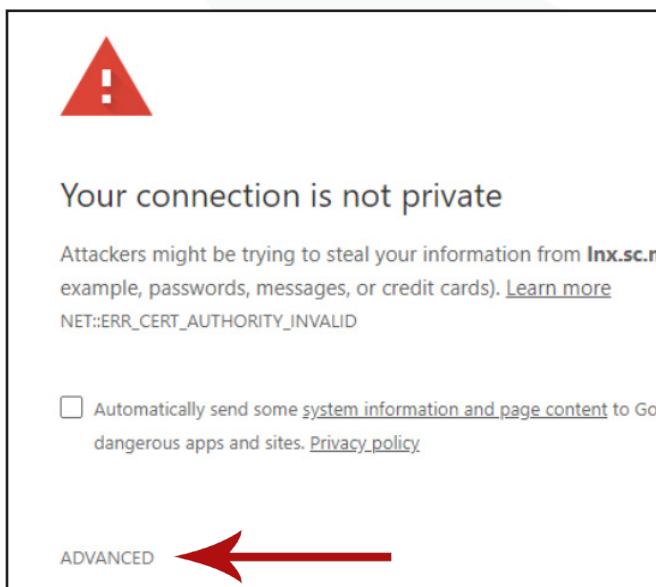 Your connection is not private
Attackers might be trying to steal your information from lnx.sc.
example, passwords, messages, or credit cards). Learn more
NET::ERR_CERT_AUTHORITY_INVALID
Automatically send some system information and page content to Go
dangerous apps and sites. Privacy policy
ADVANCED